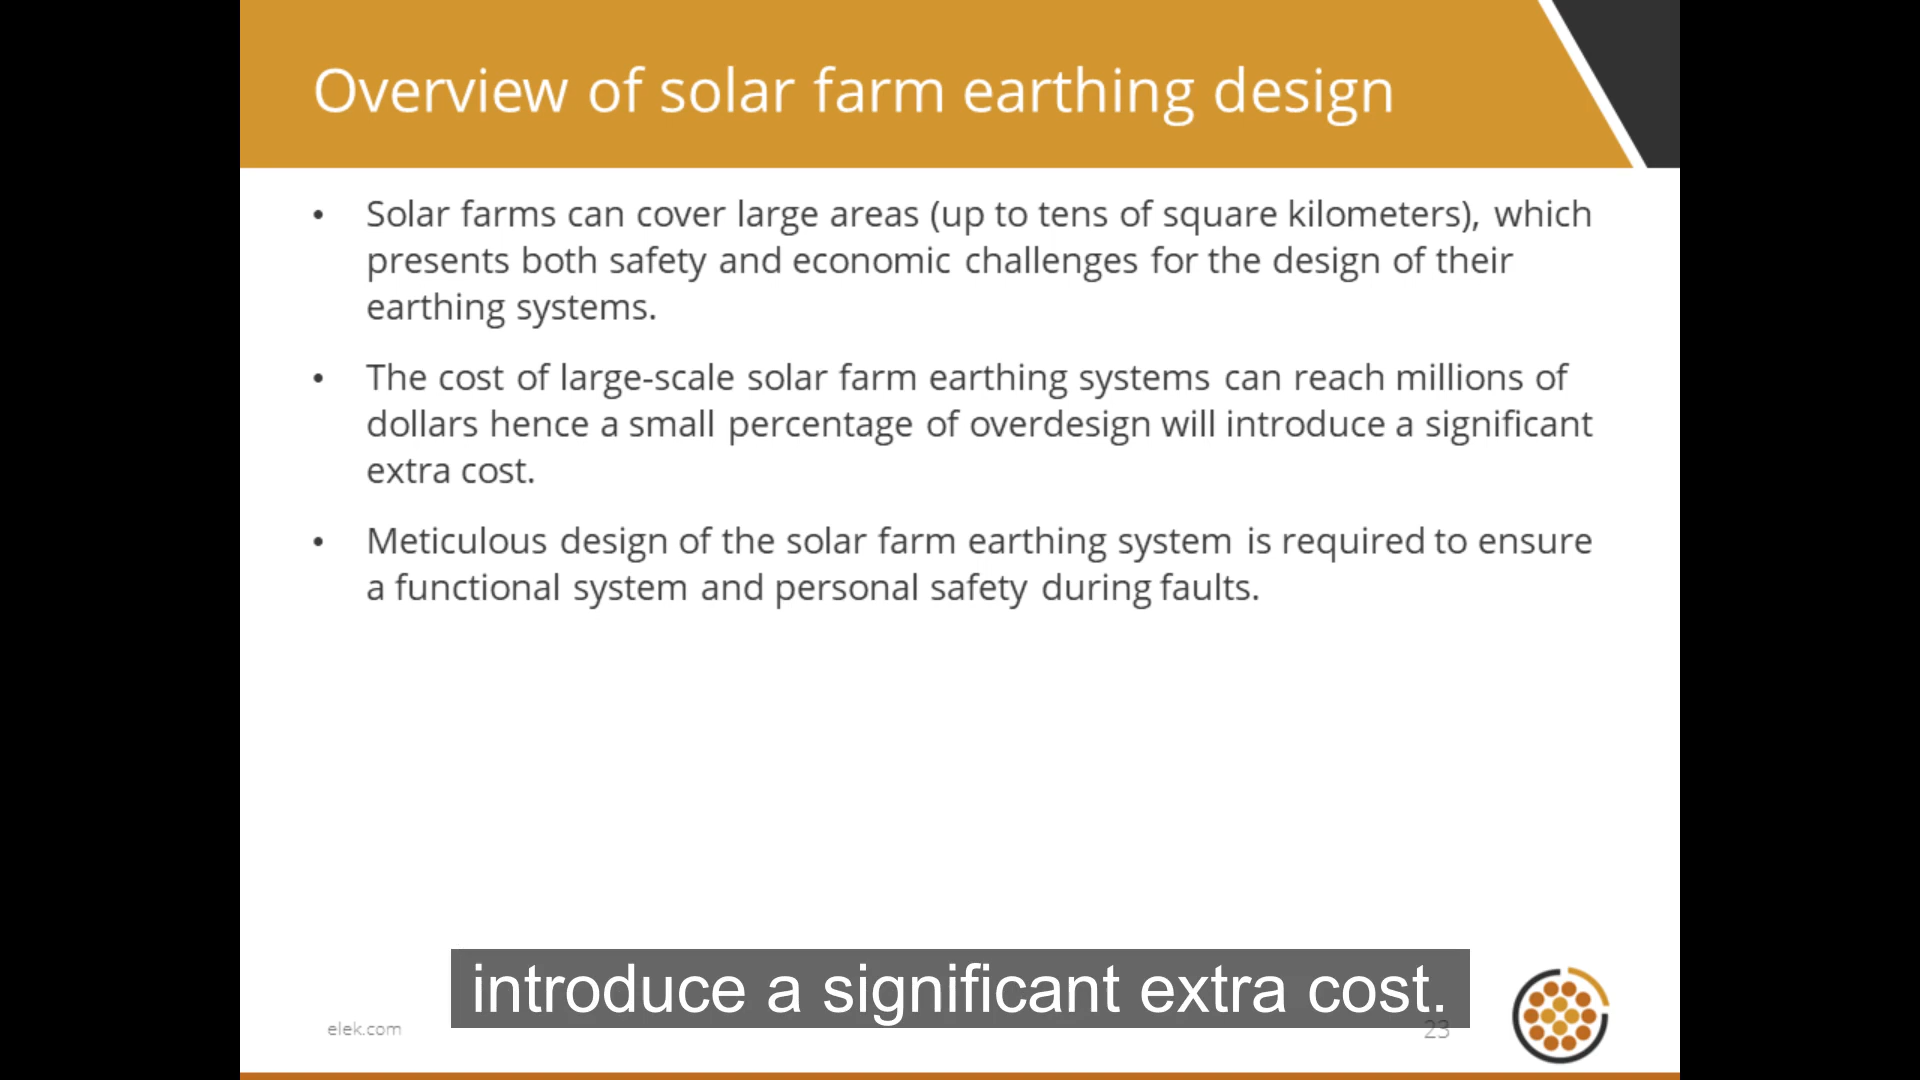 Overview of solar farm earthing design
• Solar farms can cover large areas (up to tens of square kilometers), which
presents both safety and economic challenges for the design of their
earthing systems.
• The cost of large-scale solar farm earthing systems can reach millions of
dollars hence a small percentage of overdesign will introduce a significant
extra cost.
• Meticulous design of the solar farm earthing system is required to ensure
a functional system and personal safety during faults.
introduce a significant extra cost.
elek.com
23